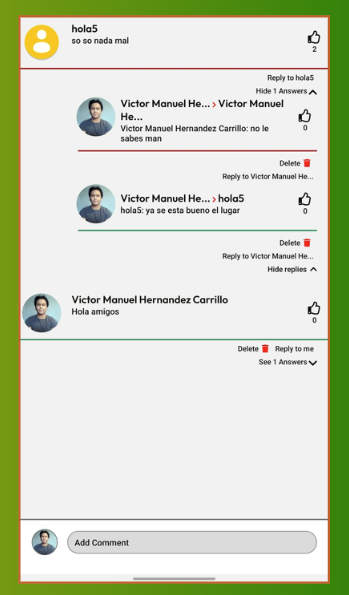 hola5
so so nada mal
2
Reply to hola5
Hide 1 Answers
Victor Manuel He... > Victor Manuel
He...
Victor Manuel Hernandez Carrillo: no le
sabes man
0
Delete
Reply to Victor Manuel He...
Victor Manuel He... > hola5
hola5: ya se esta bueno el lugar
0
Delete
Reply to Victor Manuel He...
Hide replies
Victor Manuel Hernandez Carrillo
Hola amigos
0
Delete Reply to me
See 1 Answers
Add Comment